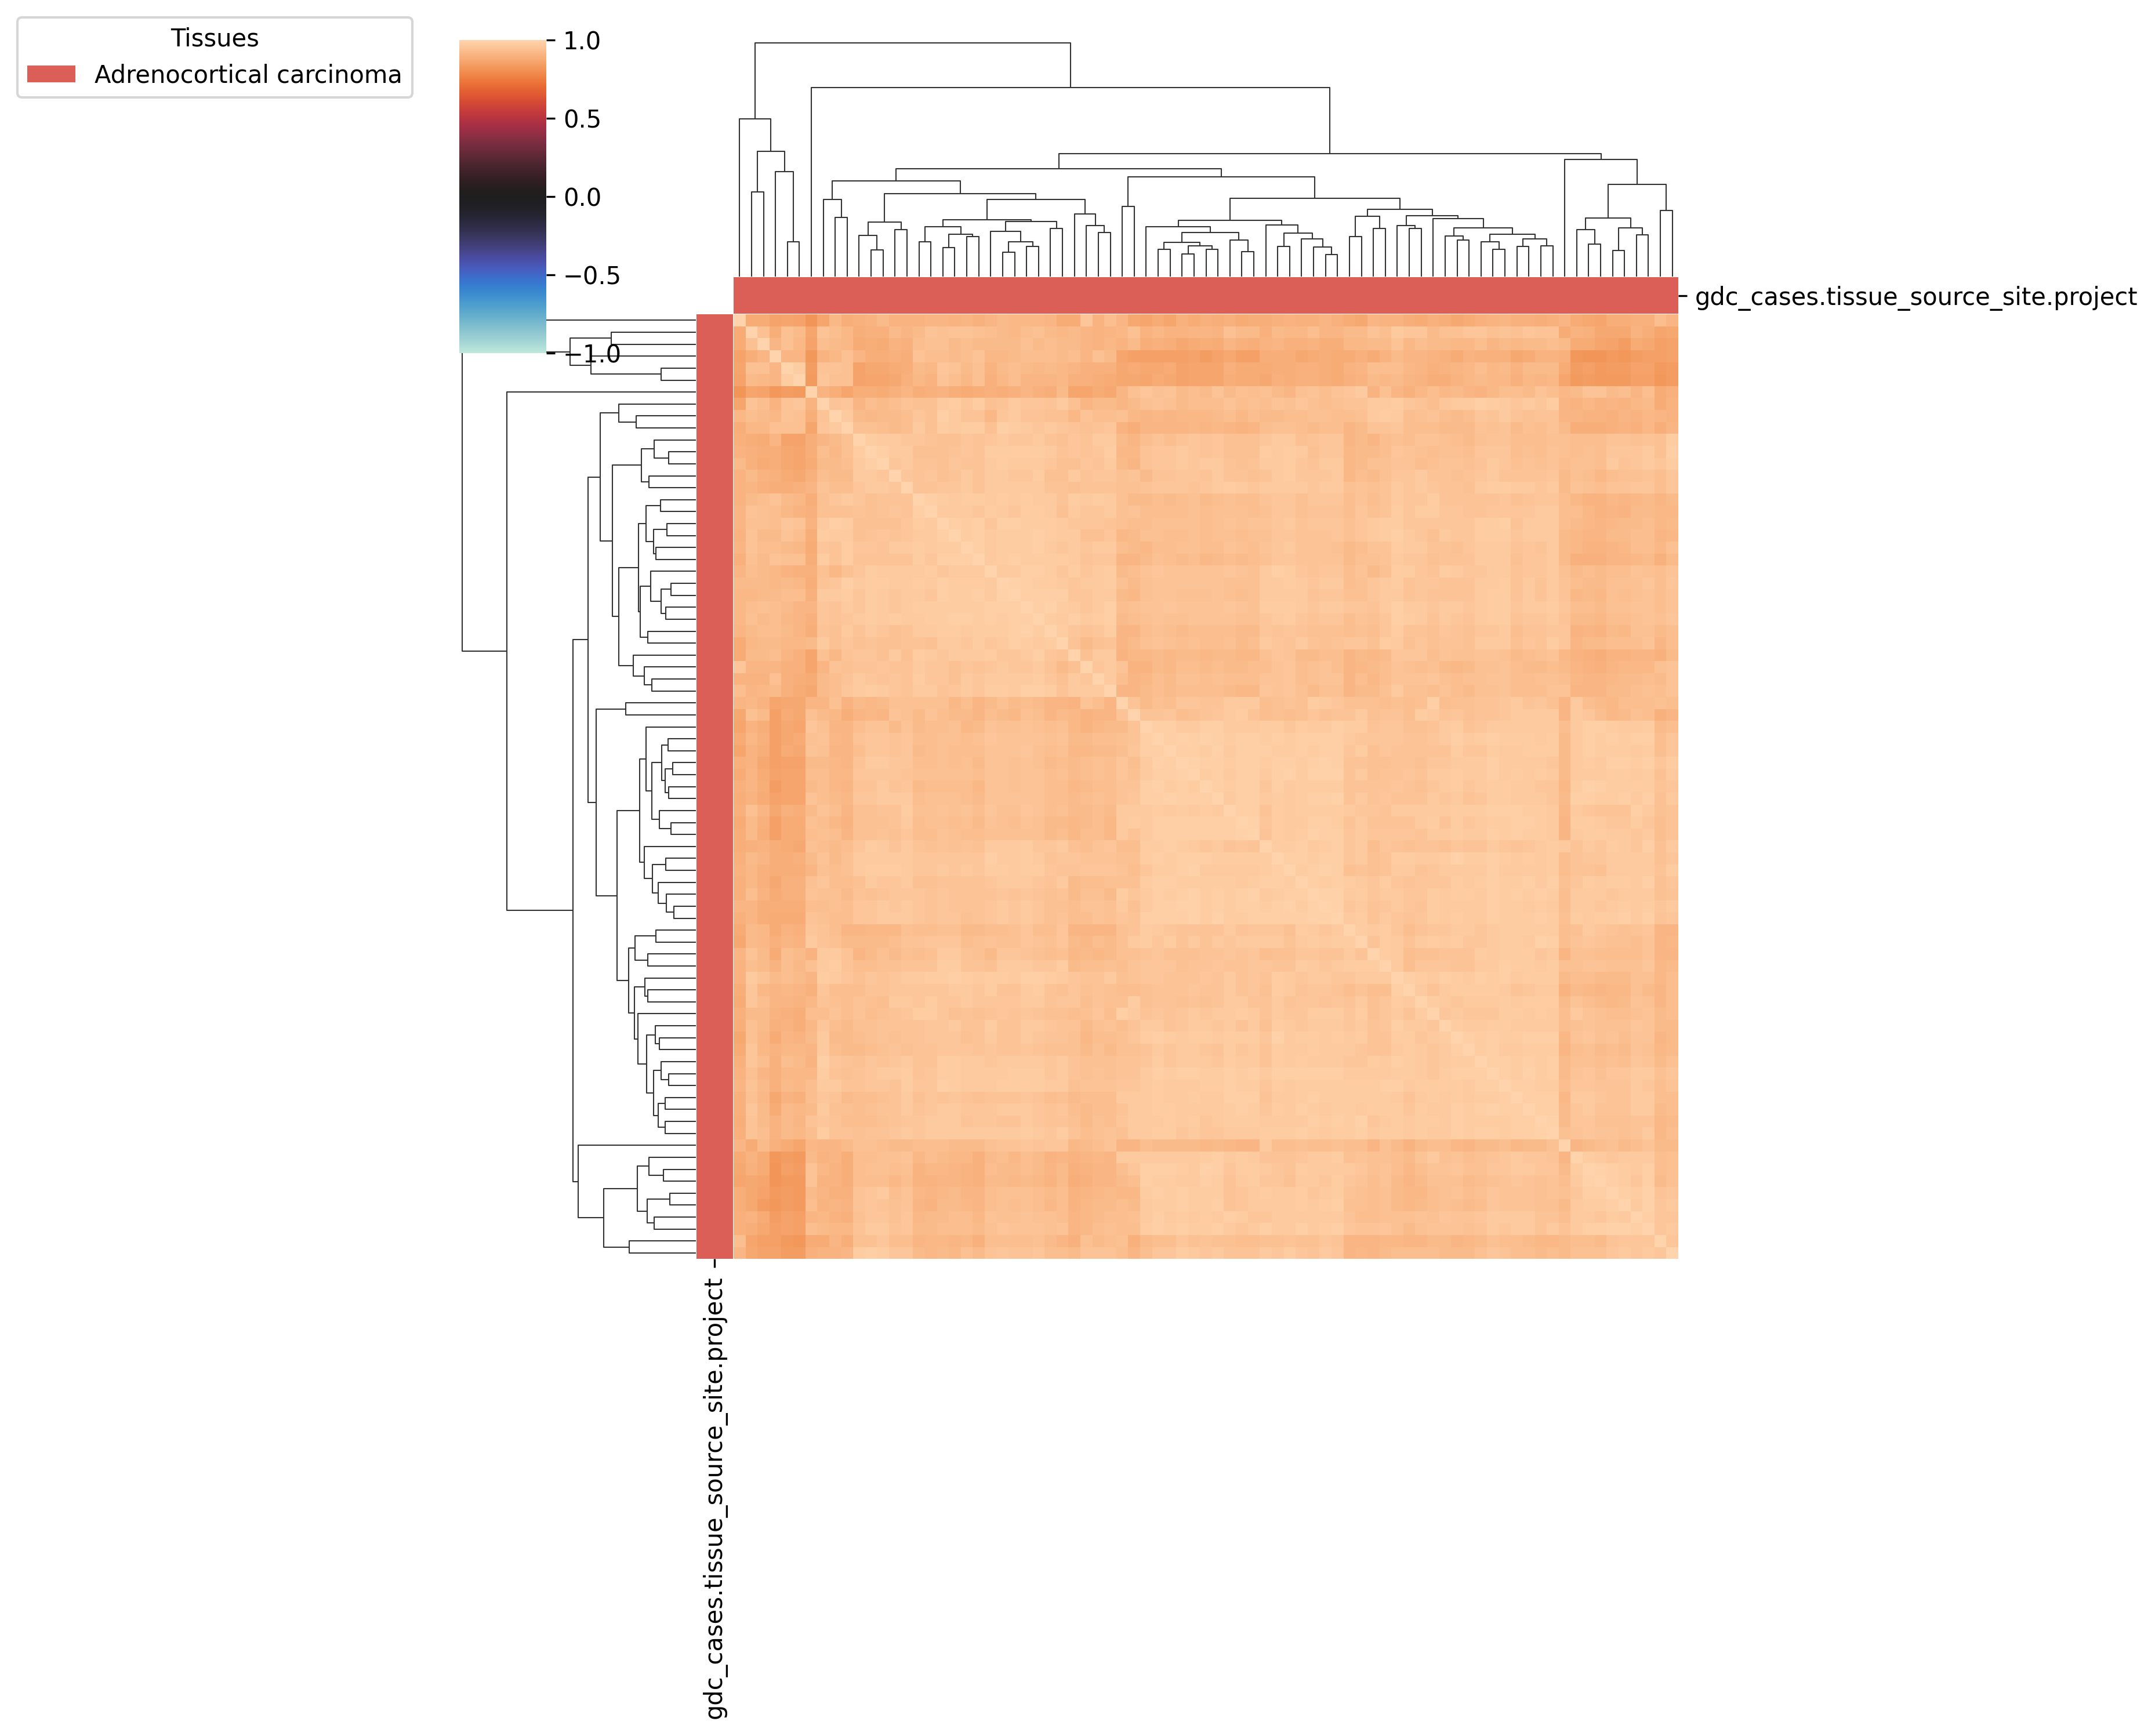 Tissues
Adrenocortical carcinoma
1.0
0.5
0.0
−0.5
−1.0
gdc_cases.tissue_source_site.project
gdc_cases.tissue_source_site.project